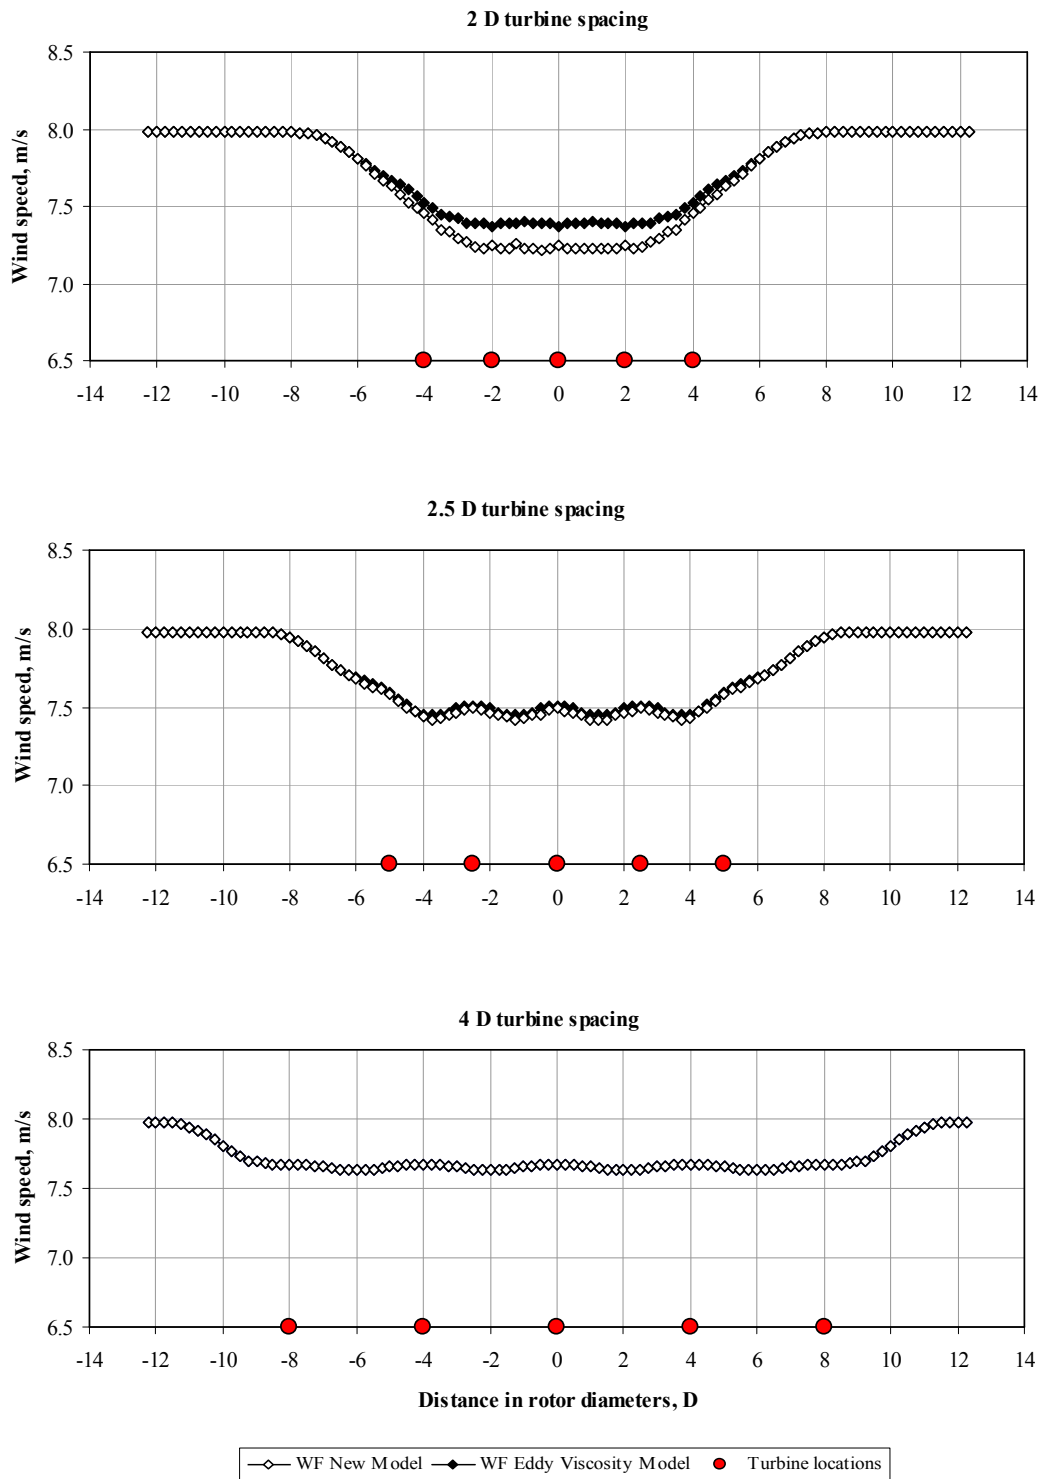 2 D turbine spacing
8.5
8.0
7.5
7.0
6.5
Wind speed, m/s
-14 -12 -10 -8 -6 -4 -2 0 2 4 6 8 10 12 14
2.5 D turbine spacing
8.5
8.0
7.5
7.0
6.5
Wind speed, m/s
-14 -12 -10 -8 -6 -4 -2 0 2 4 6 8 10 12 14
4 D turbine spacing
8.5
8.0
7.5
7.0
6.5
Wind speed, m/s
-14 -12 -10 -8 -6 -4 -2 0 2 4 6 8 10 12 14
Distance in rotor diameters, D
WF New Model WF Eddy Viscosity Model Turbine locations